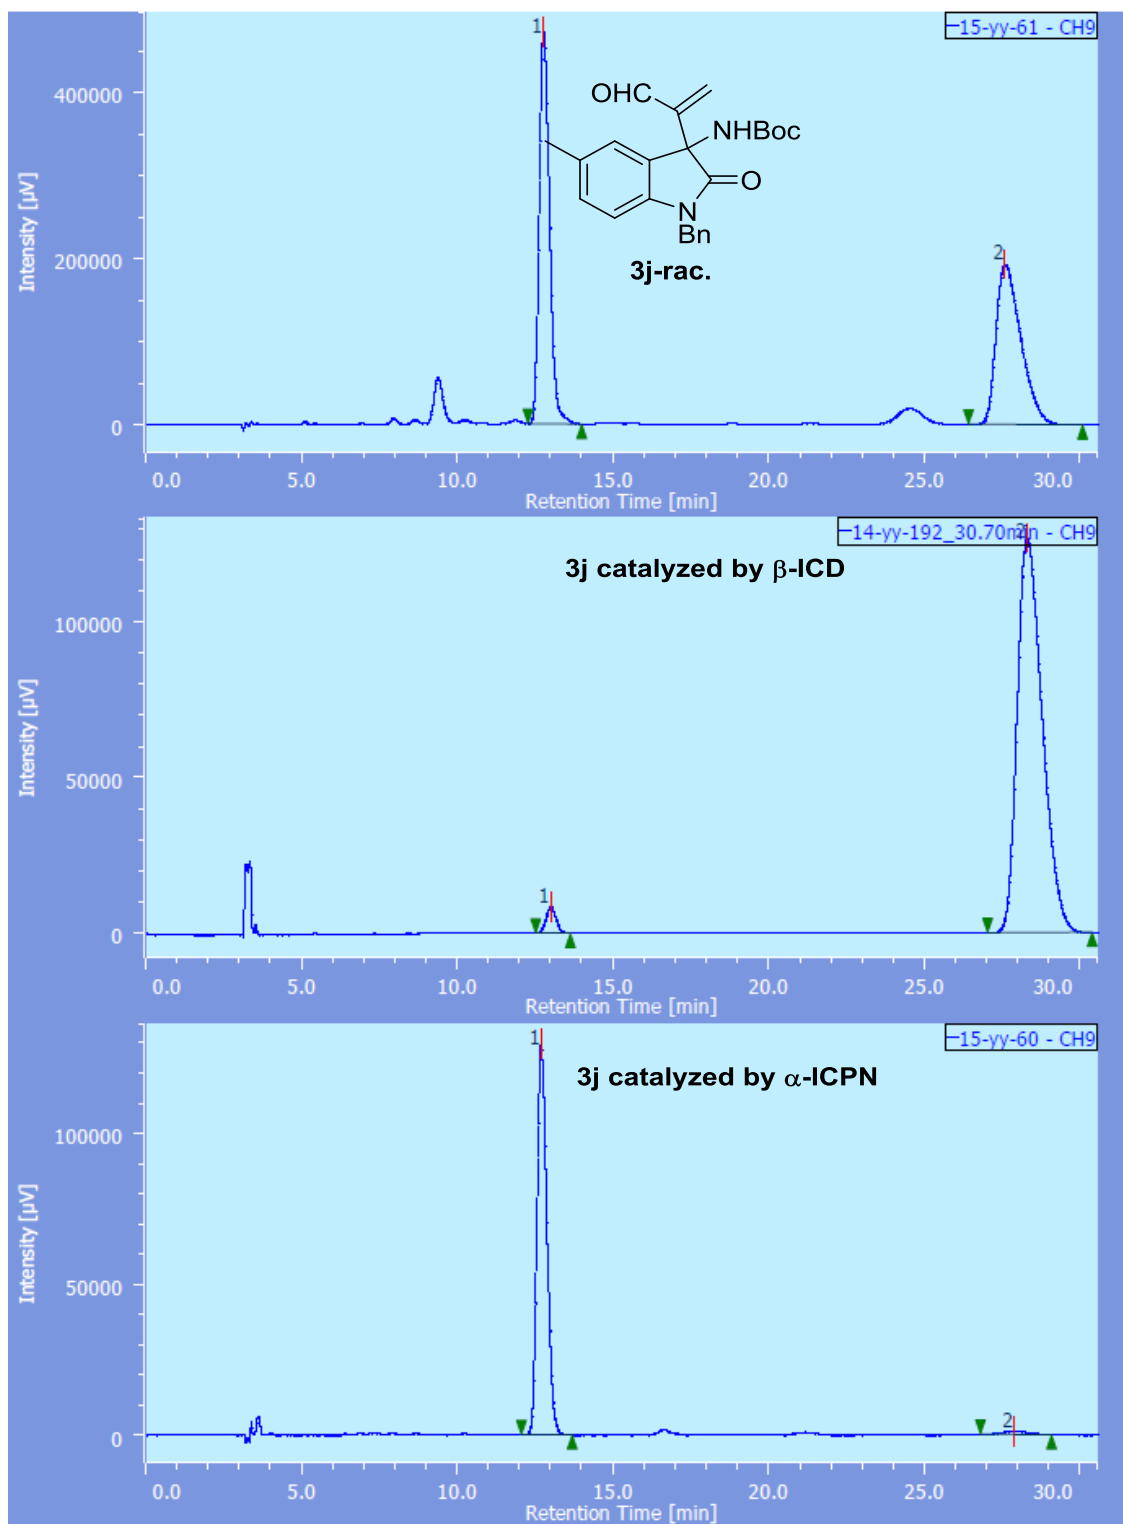 15-yy-61 - CH9
1
400000
OHC
NHBoc
O
N
Bn
3j-rac.
2
200000
0
Intensity [µV]
0.0 5.0 10.0 15.0 20.0 25.0 30.0
Retention Time [min]
14-yy-192_30.70min - CH9
2
3j catalyzed by β-ICD
100000
50000
1
0
Intensity [µV]
0.0 5.0 10.0 15.0 20.0 25.0 30.0
Retention Time [min]
15-yy-60 - CH9
1
3j catalyzed by α-ICPN
100000
50000
2
0
Intensity [µV]
0.0 5.0 10.0 15.0 20.0 25.0 30.0
Retention Time [min]